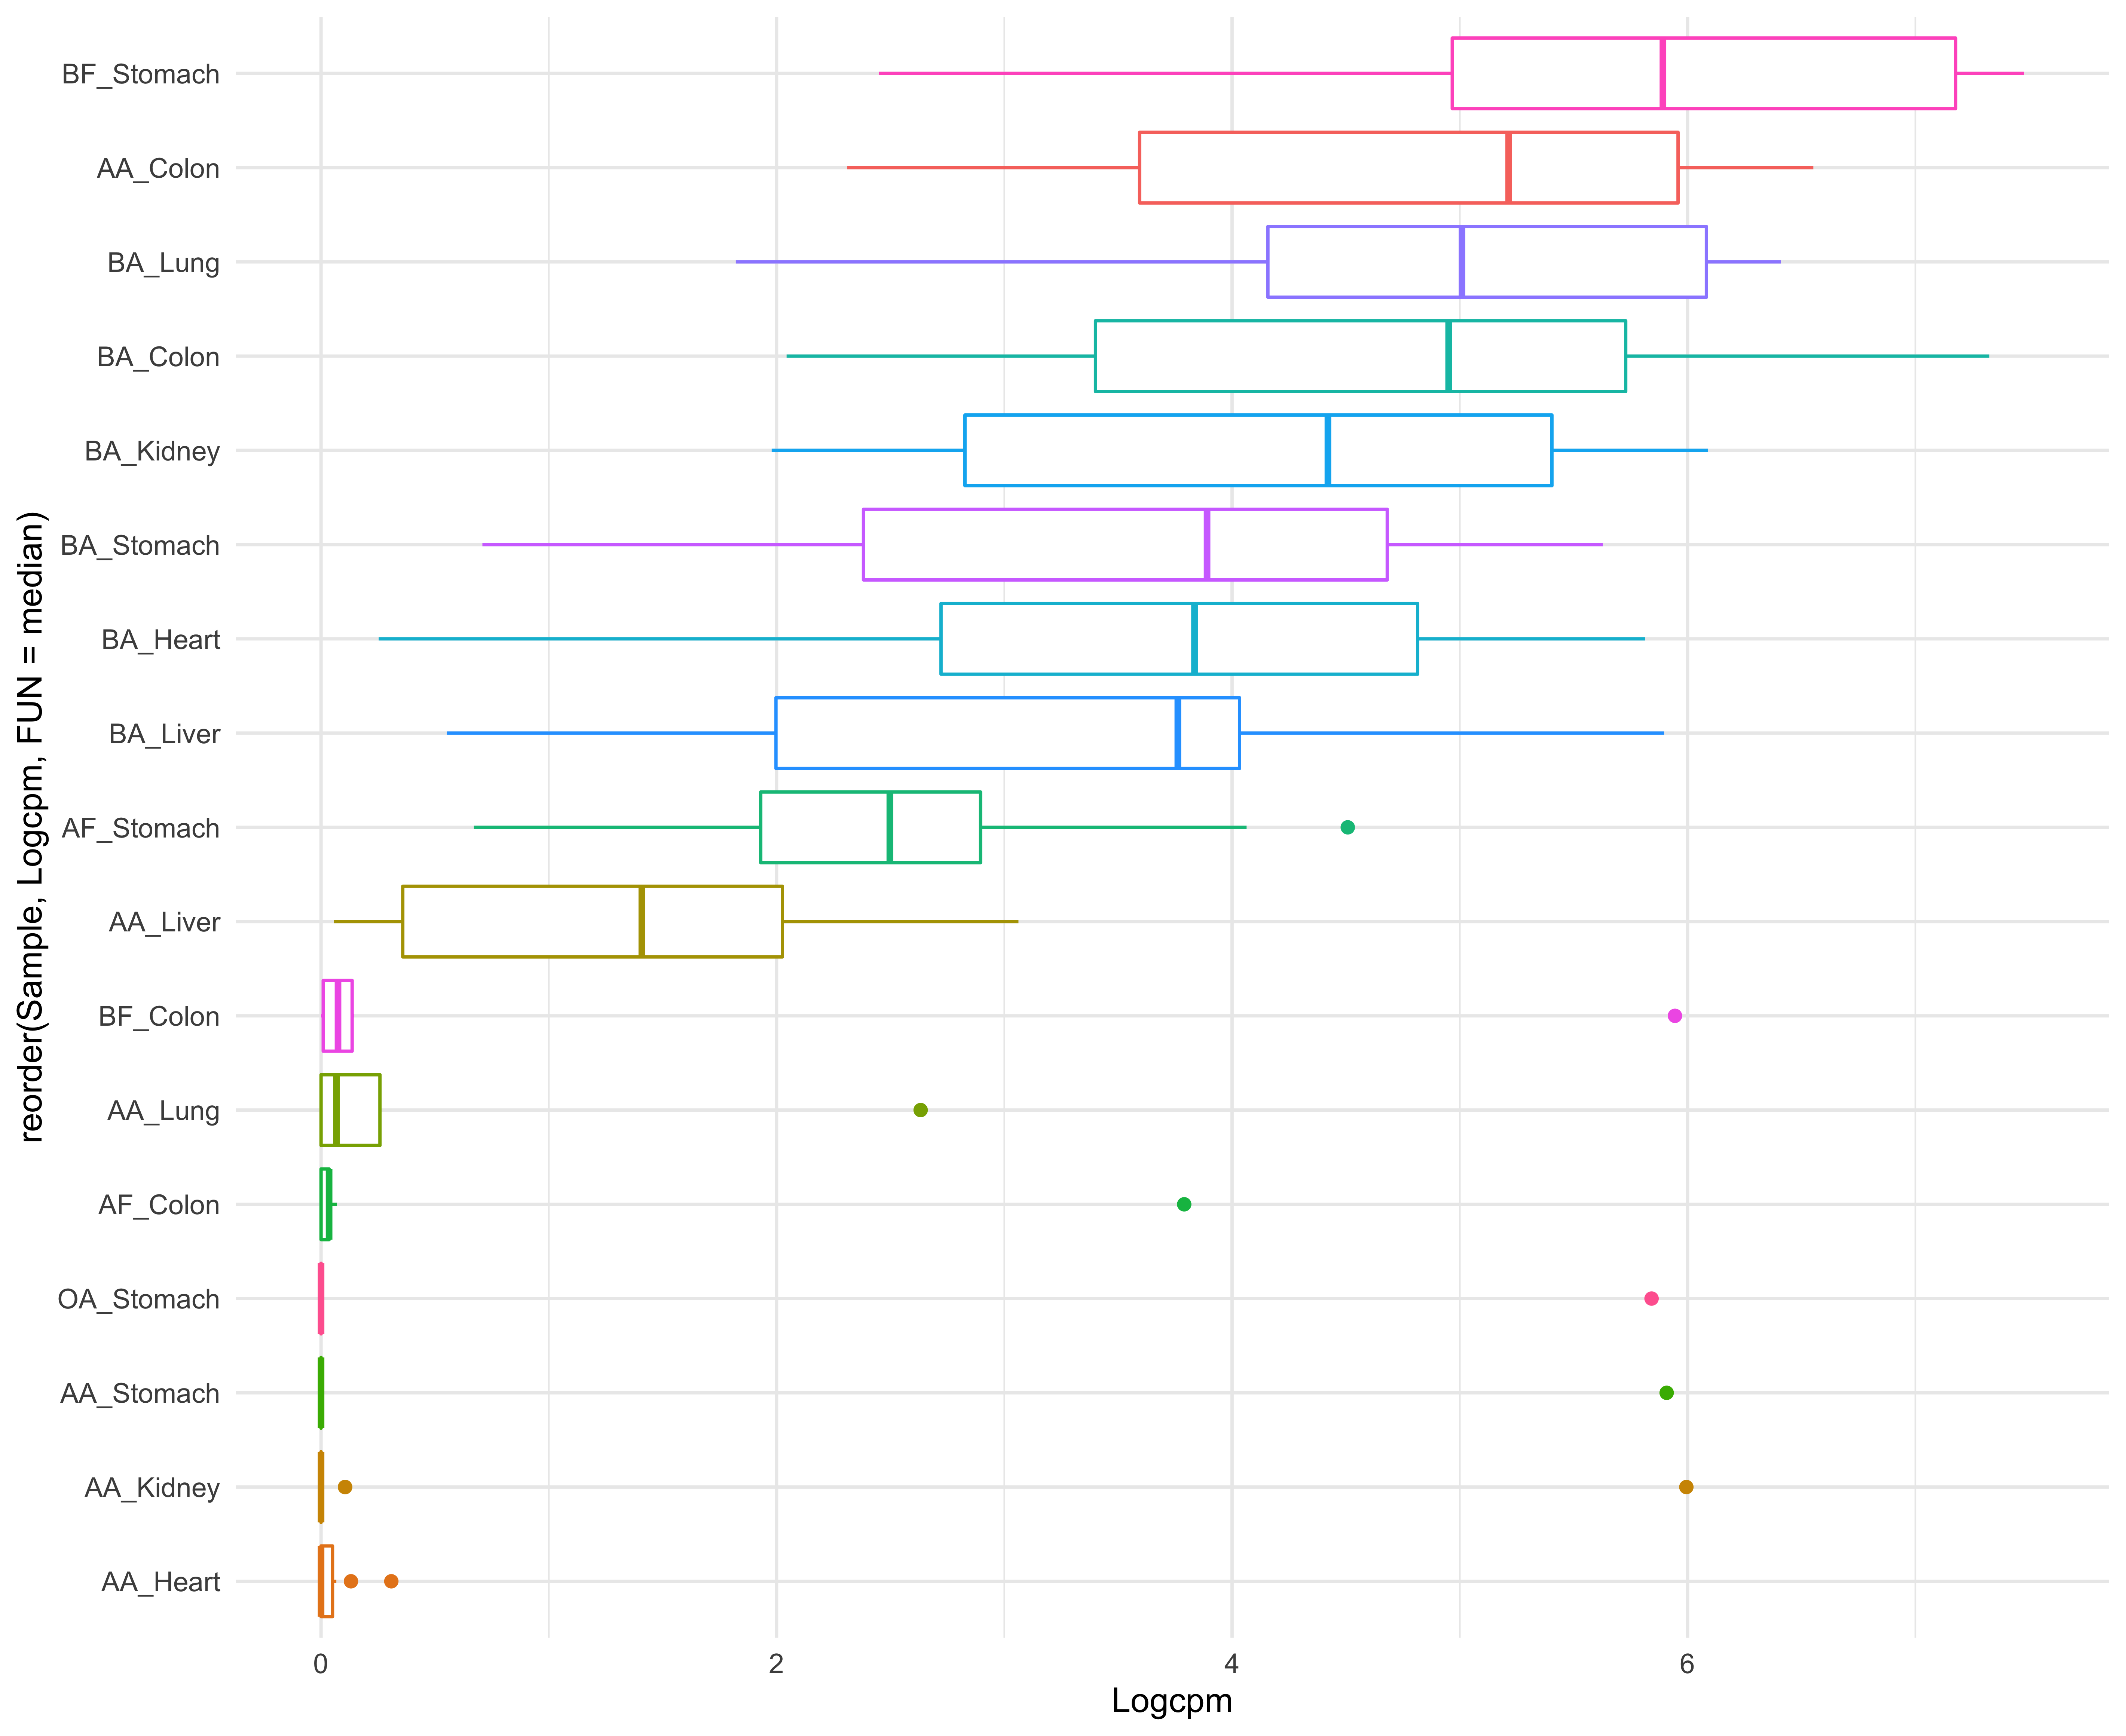 reorder(Sample, Logcpm, FUN = median)
BF_Stomach
AA_Colon
BA_Lung
BA_Colon
BA_Kidney
BA_Stomach
BA_Heart
BA_Liver
AF_Stomach
AA_Liver
BF_Colon
AA_Lung
AF_Colon
OA_Stomach
AA_Stomach
AA_Kidney
AA_Heart
0 2 4 6
Logcpm